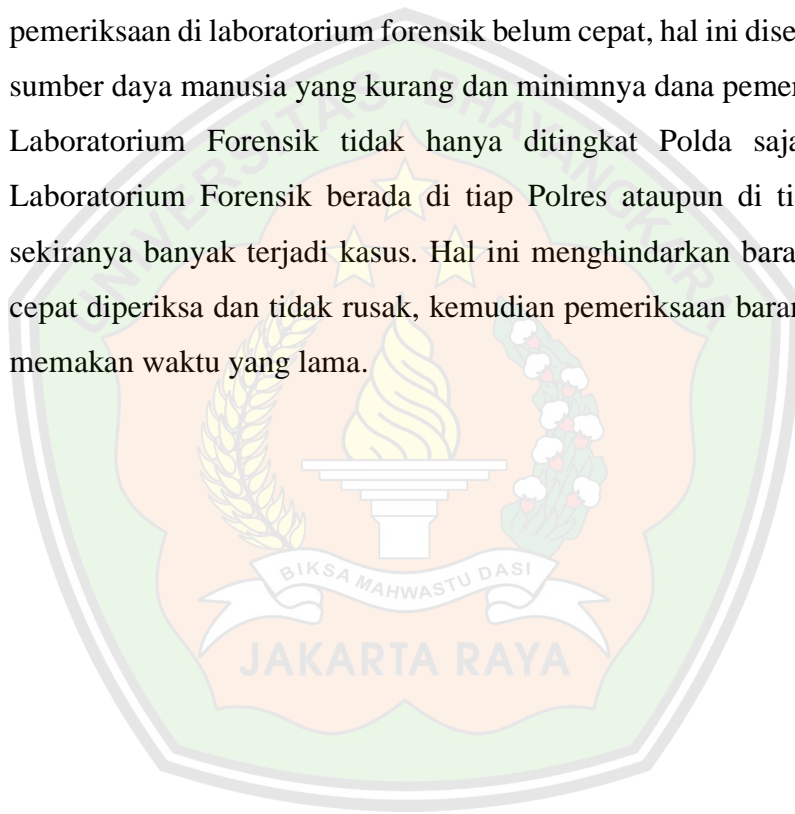 pemeriksaan di laboratorium forensik belum cepat, hal ini dise
sumber daya manusia yang kurang dan minimnya dana pemer
Laboratorium Forensik tidak hanya ditingkat Polda saja
Laboratorium Forensik berada di tiap Polres ataupun di ti
sekiranya banyak terjadi kasus. Hal ini menghindarkan bara
cepat diperiksa dan tidak rusak, kemudian pemeriksaan barar
memakan waktu yang lama.
UNIVERSITAS BHAYANGKARA
BIKSA MAHWASTU DASI
JAKARTA RAYA